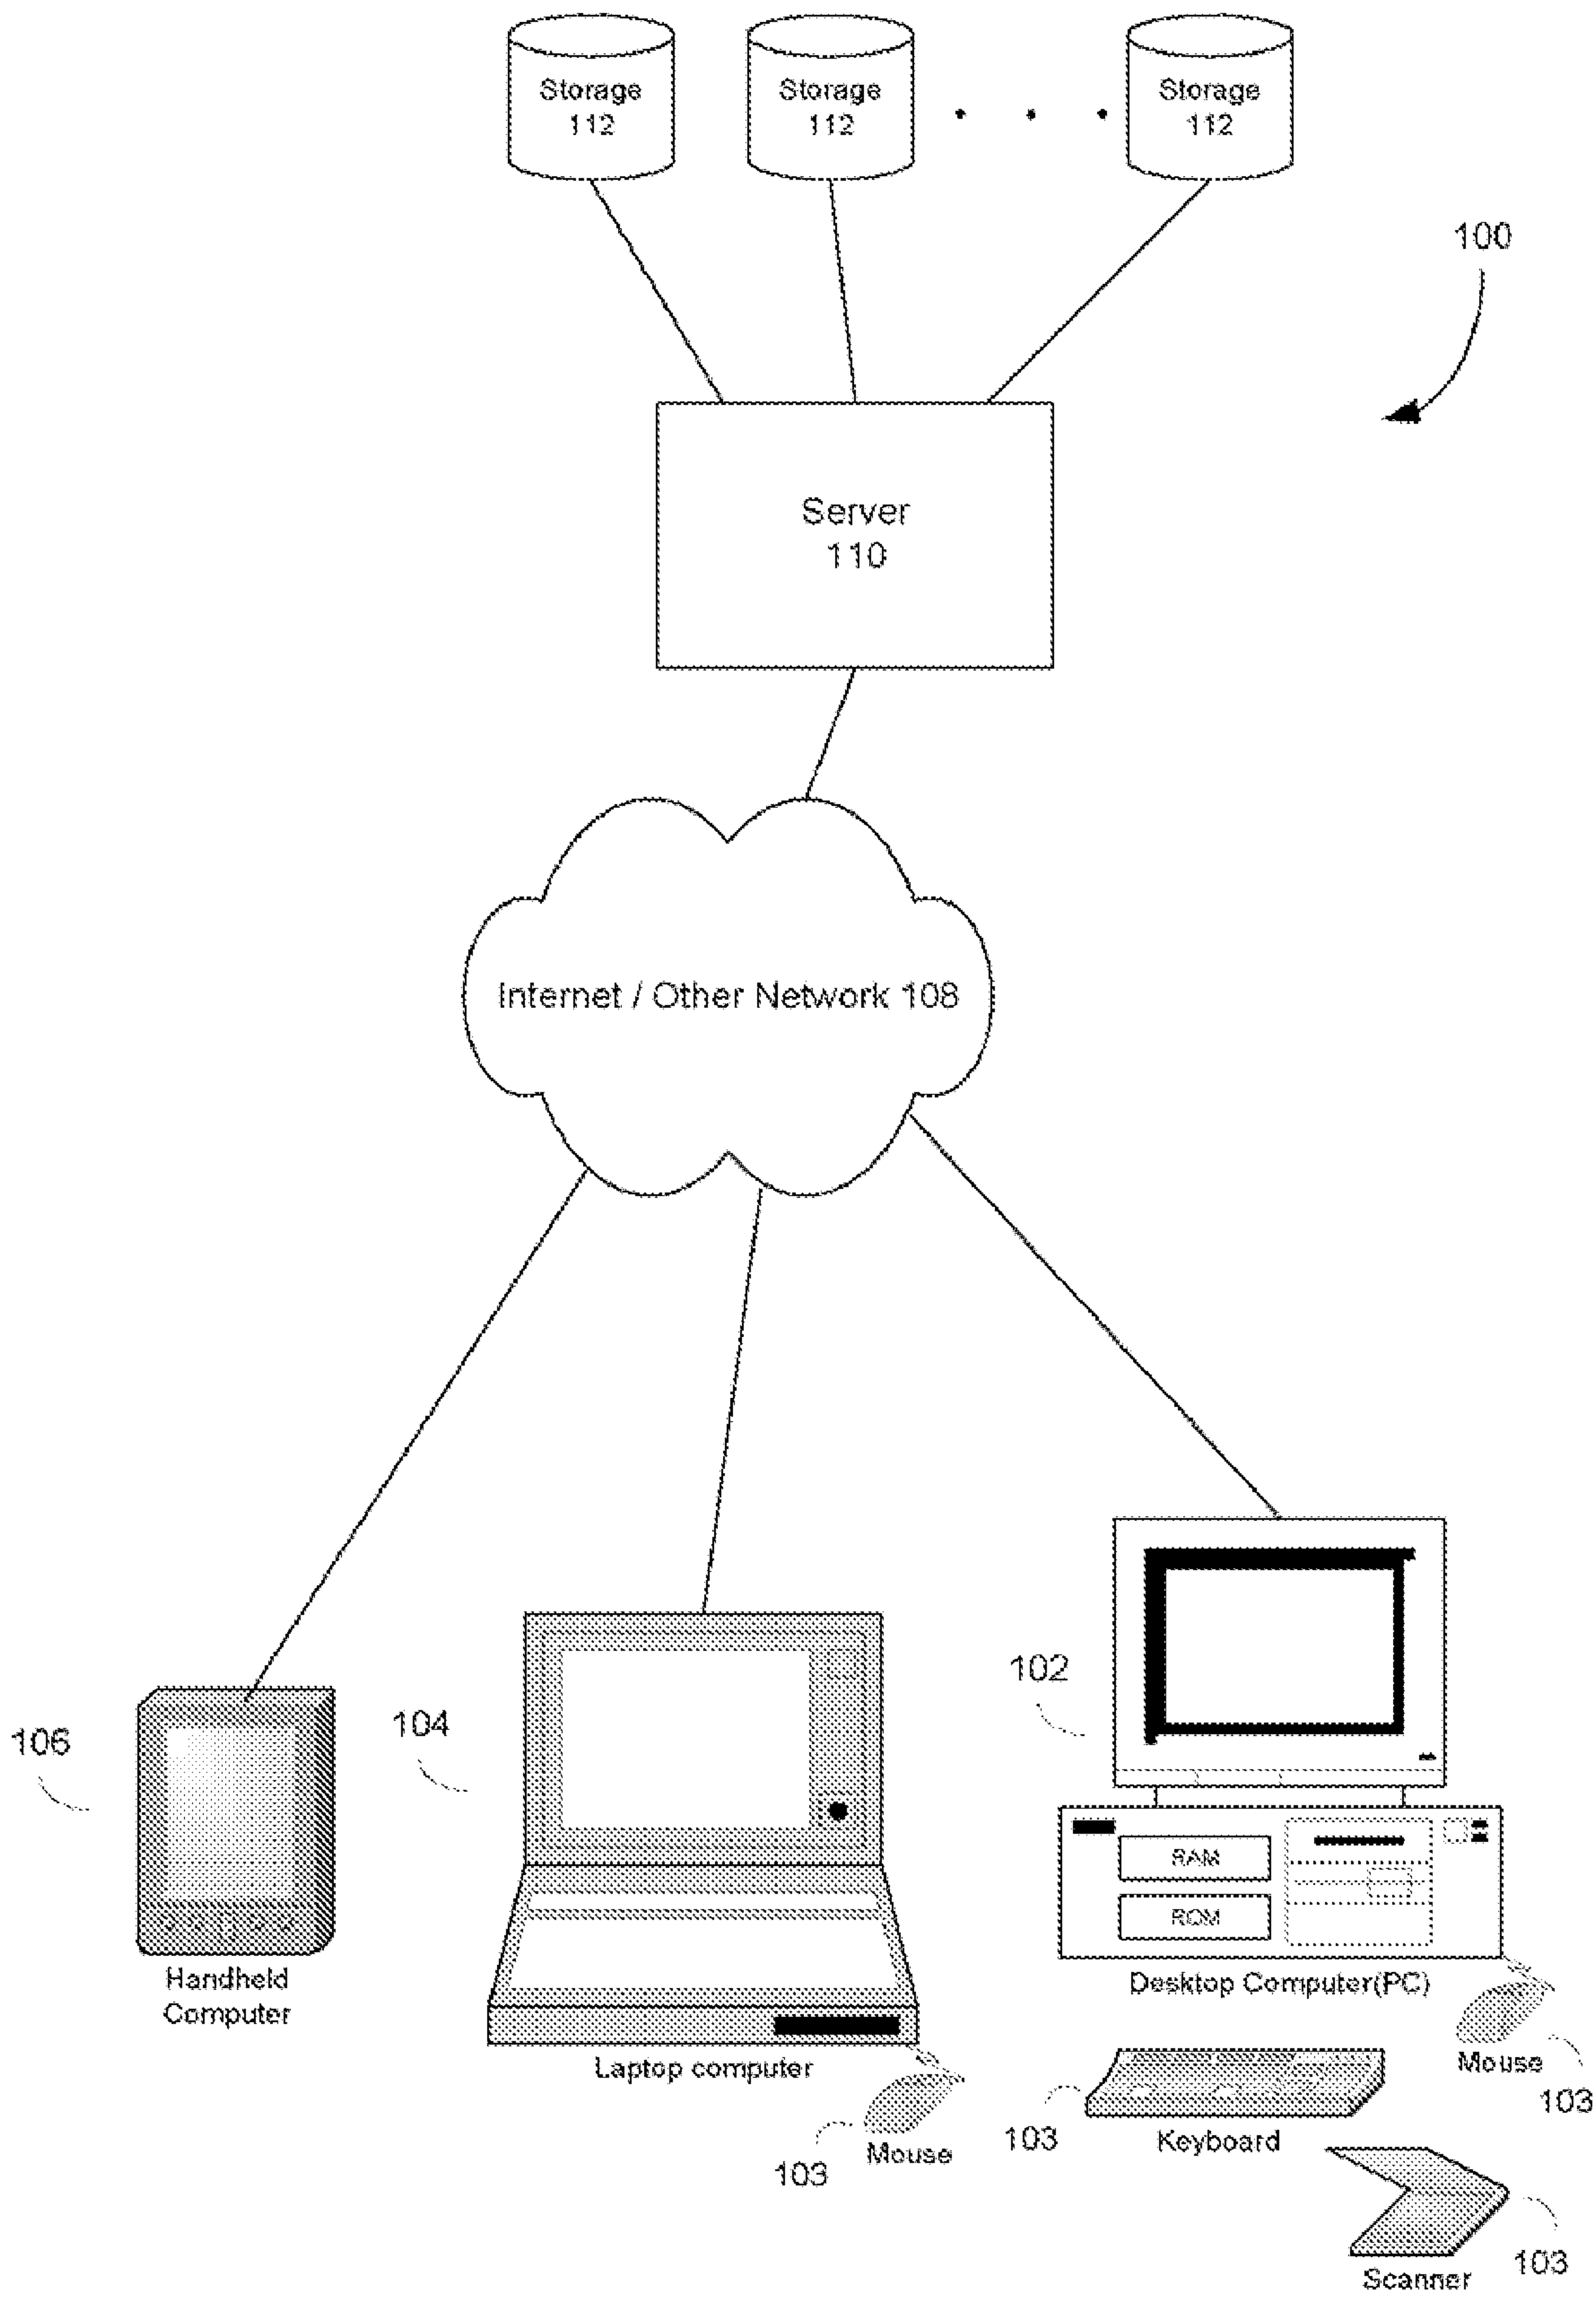 Storage
112
Storage
112
Storage
112
100
Server
110
Internet / Other Network 108
102
104
106
RAM
ROM
Handheld
Computer
Desktop Computer(PC)
Laptop computer
Mouse
103
Mouse
103
Keyboard
103
Scanner
103